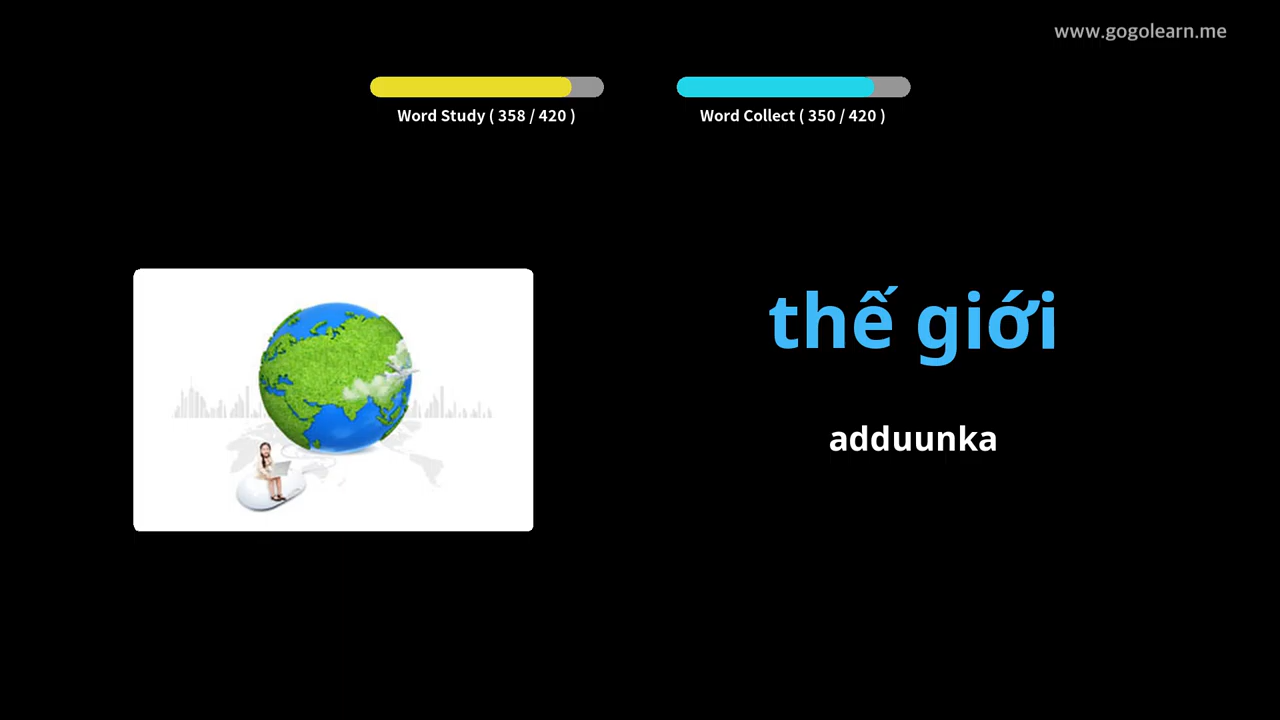 www.gogolearn.me
Word Study ( 358 / 420 )
Word Collect ( 350 / 420 )
thế giới
adduunka